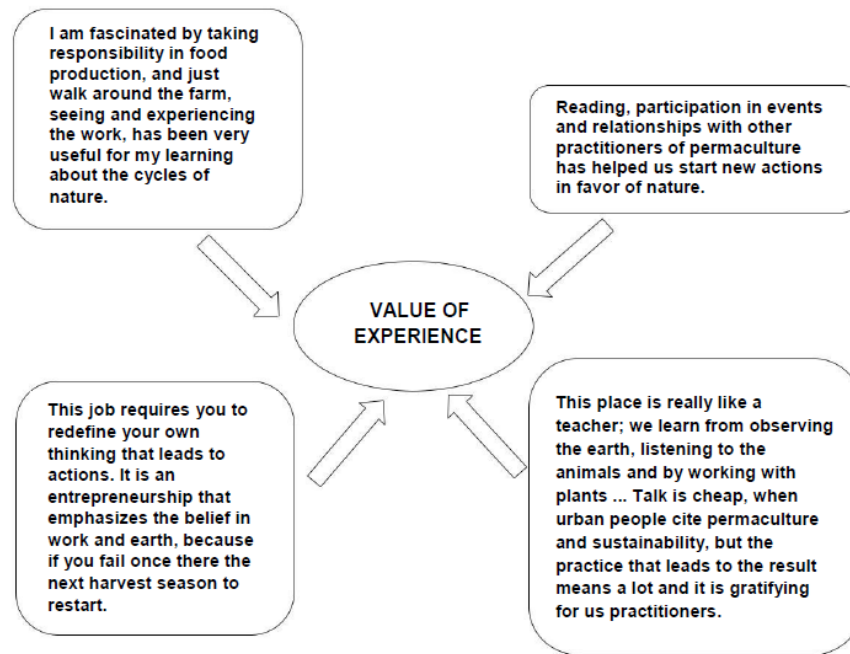 I am fascinated by taking
responsibility in food
production, and just
walk around the farm,
seeing and experiencing
the work, has been very
useful for my learning
about the cycles of
nature.
Reading, participation in events
and relationships with other
practitioners of permaculture
has helped us start new actions
in favor of nature.
VALUE OF
EXPERIENCE
This job requires you to
redefine your own
thinking that leads to
actions. It is an
entrepreneurship that
emphasizes the belief in
work and earth, because
if you fail once there the
next harvest season to
restart.
This place is really like a
teacher; we learn from observing
the earth, listening to the
animals and by working with
plants ... Talk is cheap, when
urban people cite permaculture
and sustainability, but the
practice that leads to the result
means a lot and it is gratifying
for us practitioners.